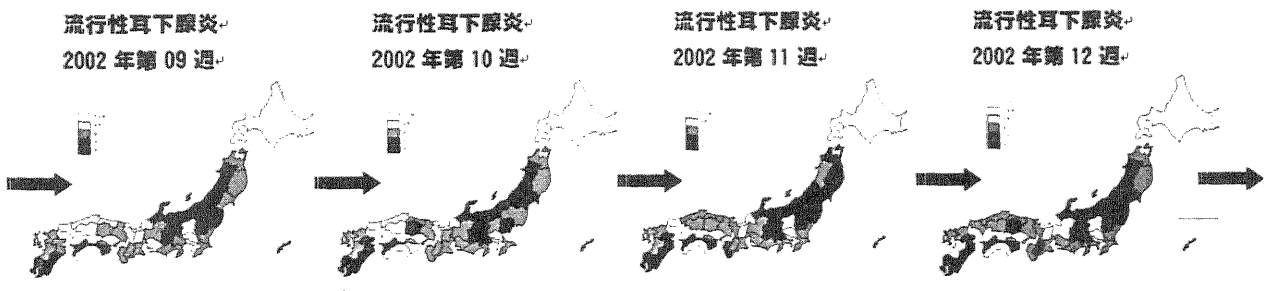 流行性耳下腺炎
2002 年第 09 週
流行性耳下腺炎
2002 年第 10 週
流行性耳下腺炎
2002 年第 11 週
流行性耳下腺炎
2002 年第 12 週